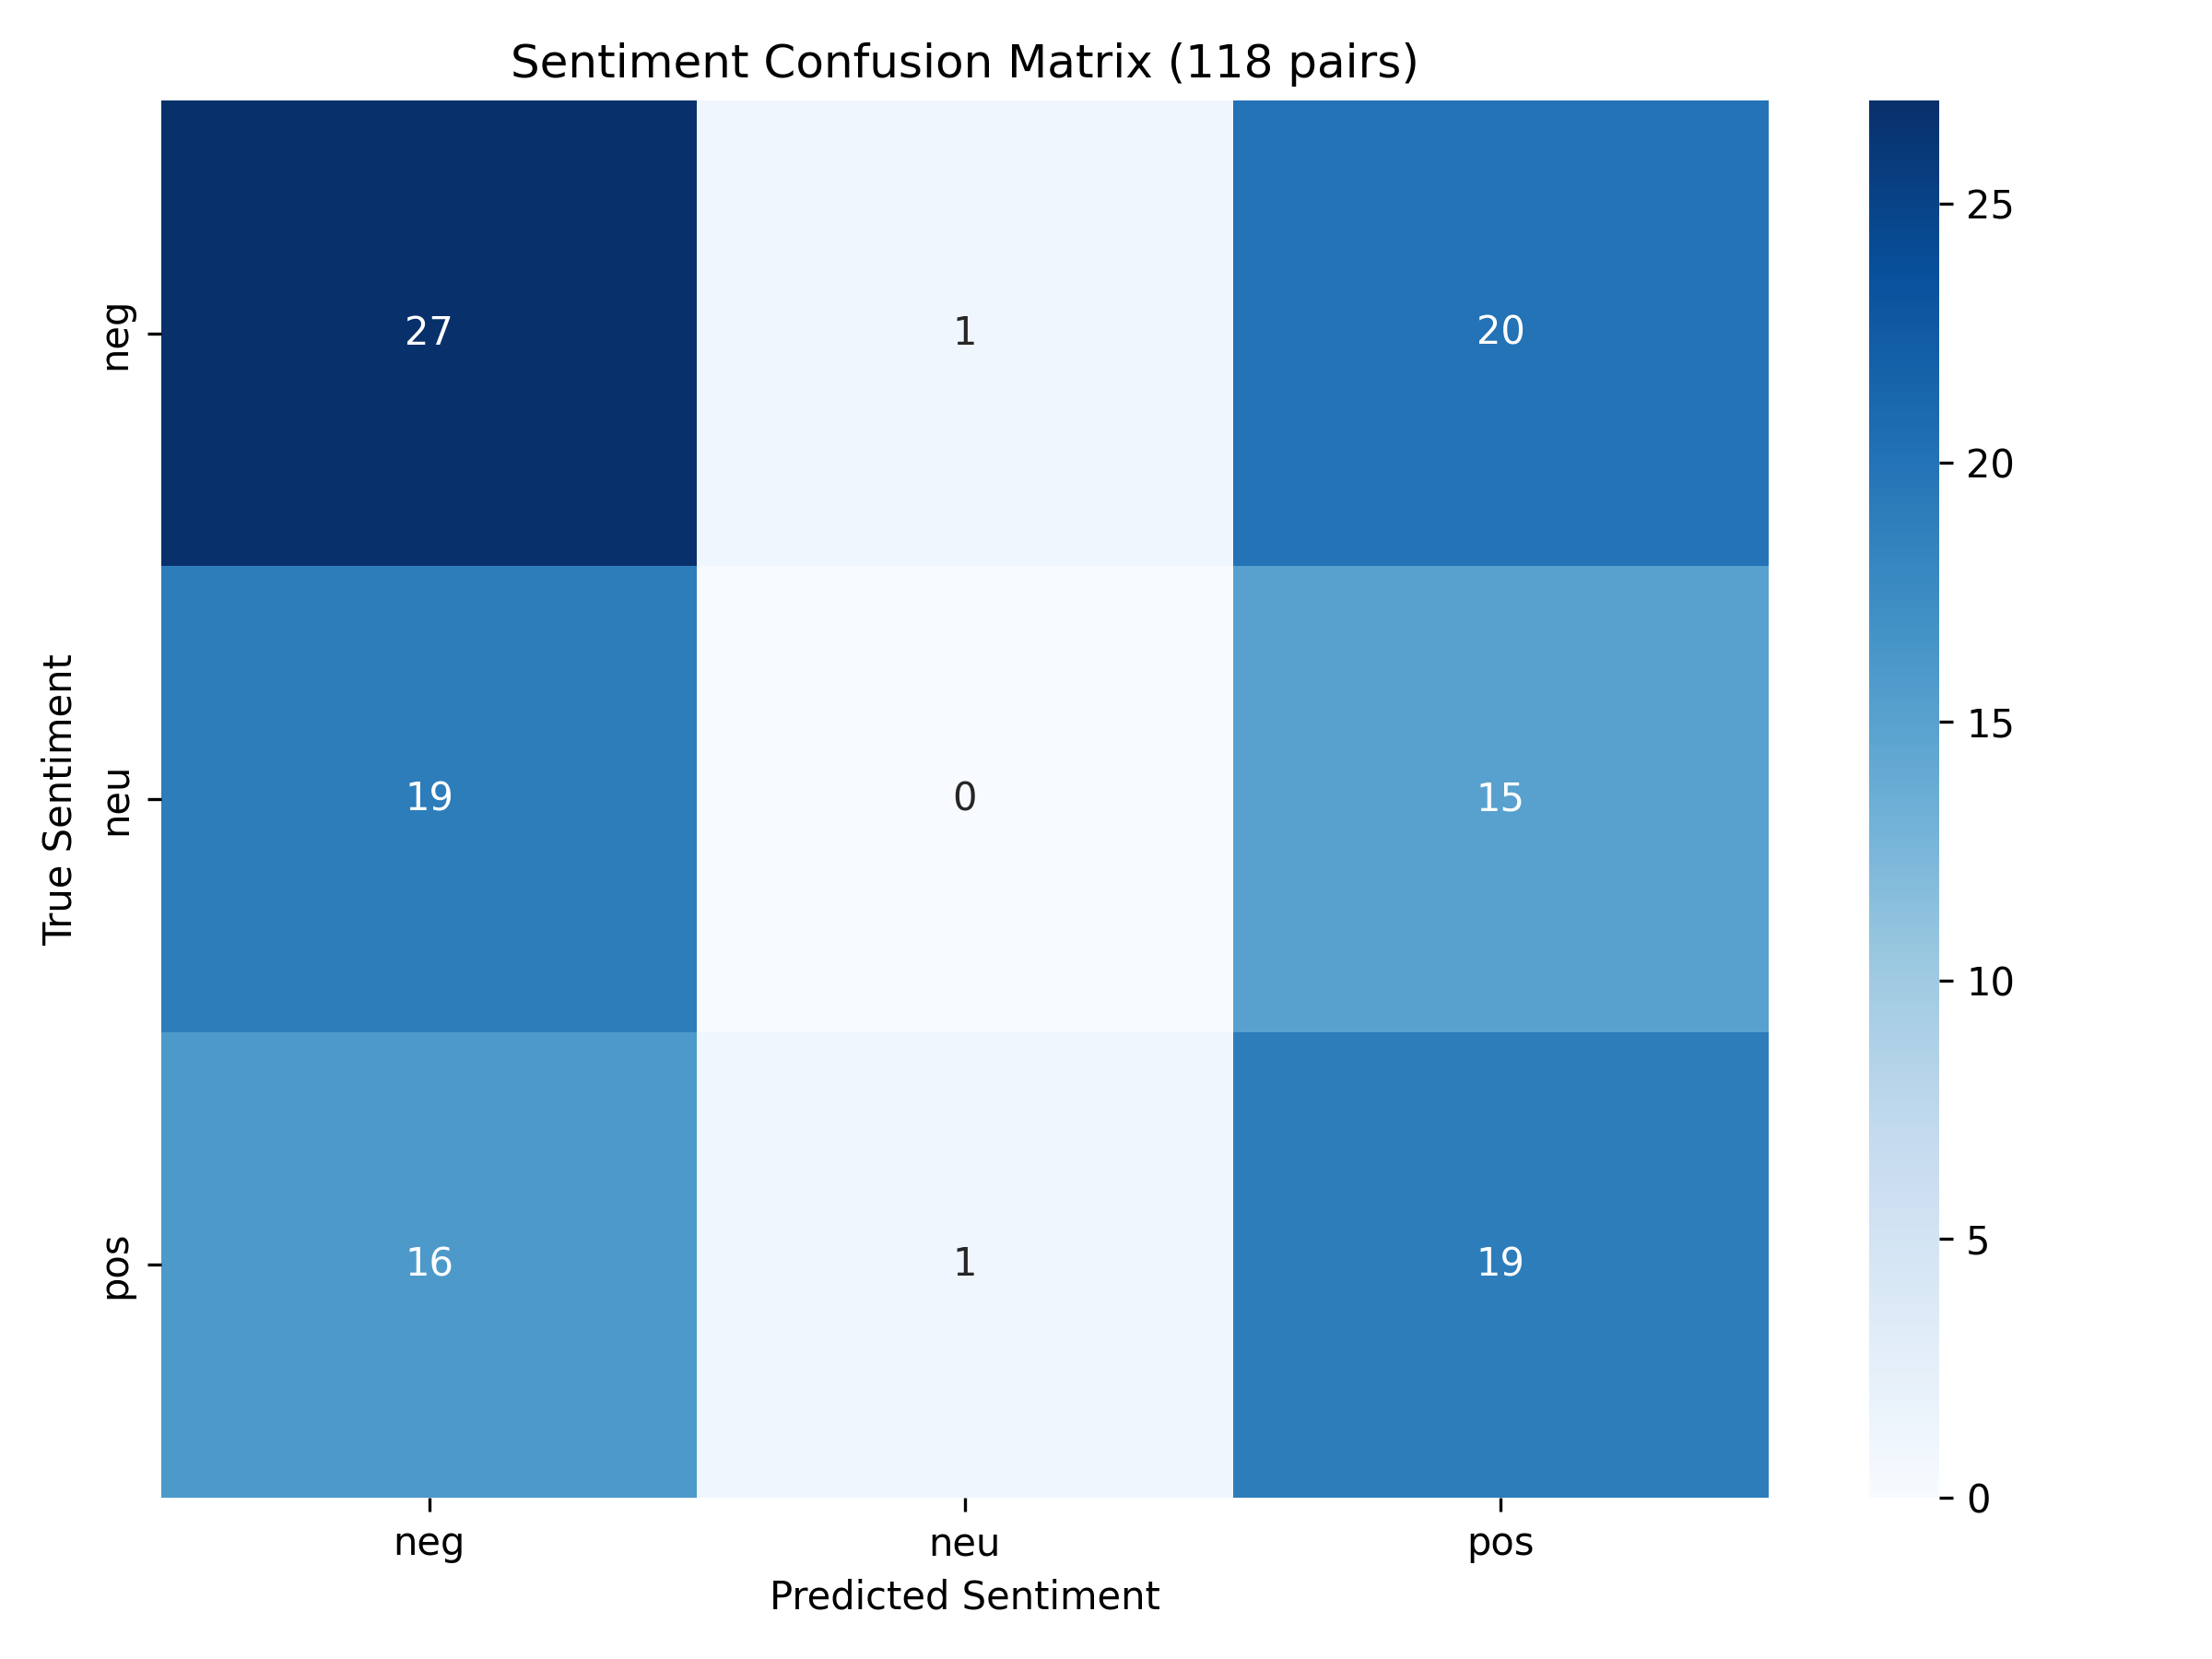 Sentiment Confusion Matrix (118 pairs)
True Sentiment
neg
27 1 20
neu
19 0 15
pos
16 1 19
neg neu pos
Predicted Sentiment
25
20
15
10
5
0